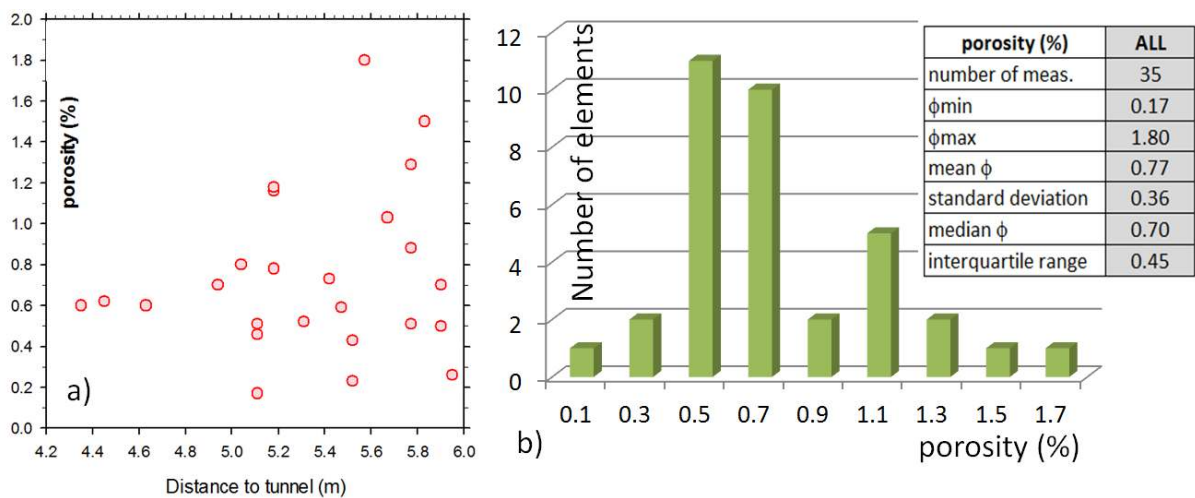 2.0
1.8
1.6
1.4
1.2
1.0
0.8
0.6
0.4
0.2
0.0
porosity (%)
a)
4.2 4.4 4.6 4.8 5.0 5.2 5.4 5.6 5.8 6.0
Distance to tunnel (m)
12
10
8
6
4
2
0
Number of elements
0.1 0.3 0.5 0.7 0.9 1.1 1.3 1.5 1.7
b)
porosity (%)
porosity (%) ALL
number of meas. 35
ϕmin 0.17
ϕmax 1.80
mean ϕ 0.77
standard deviation 0.36
median ϕ 0.70
interquartile range 0.45